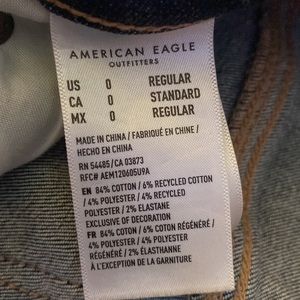 AMERICAN EAGLE
OUTFITTERS
US 0 REGULAR
CA 0 STANDARD
MX 0 REGULAR
MADE IN CHINA / FABRIQUÉ EN CHINE /
HECHO EN CHINA
RN 54485/CA 03873
RFC# AEM120605U9A
EN 84% COTTON / 6% RECYCLED COTTON
4% POLYESTER / 4% RECYCLED
POLYESTER / 2% ELASTANE
EXCLUSIVE OF DECORATION
FR 84% COTON / 6% COTON RÉGÉNÉRÉ /
4% POLYESTER / 4% POLYESTER
RÉGÉNÉRÉ / 2% ÉLASTHANNE
À L'EXCEPTION DE LA GARNITURE